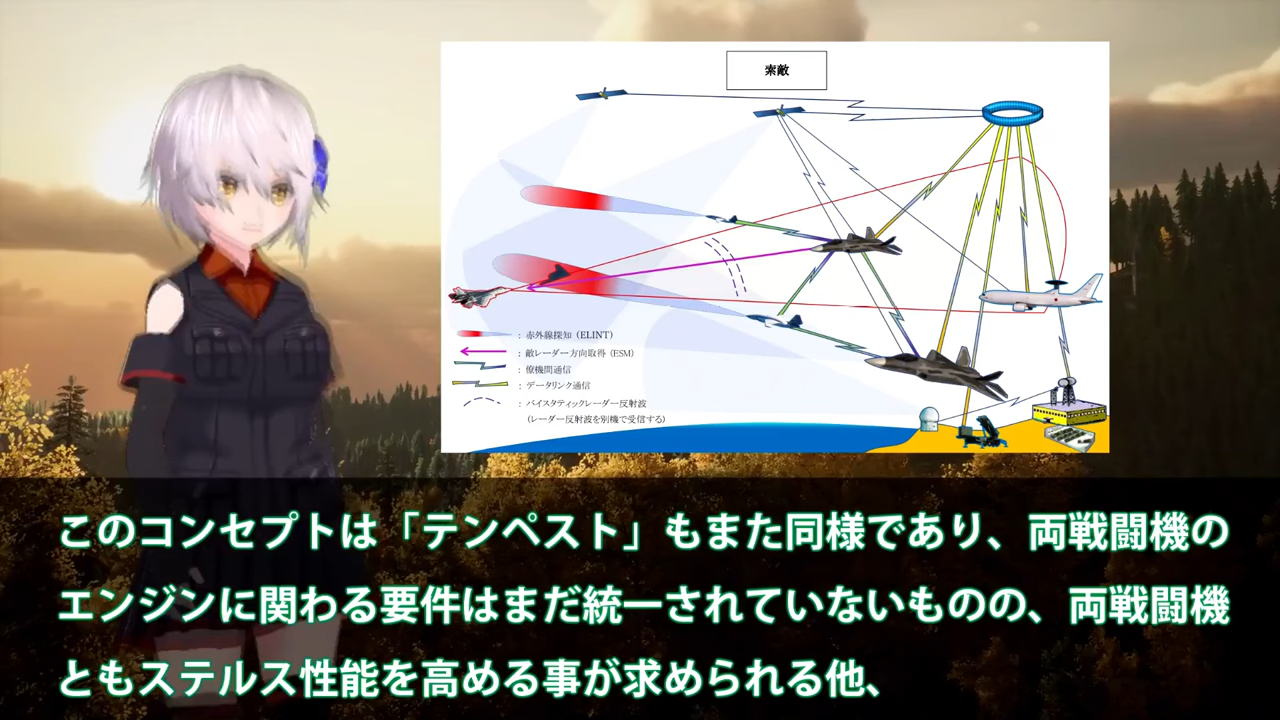 索敵
：赤外線探知（ELINT）
：敵レーダー方向取得（ESM）
：僚機間通信
：データリンク通信
：バイスタティックレーダー反射波
（レーダー反射波を別機で受信する）
このコンセプトは「テンペスト」もまた同様であり、両戦闘機の
エンジンに関わる要件はまだ統一されていないものの、両戦闘機
ともステルス性能を高める事が求められる他、